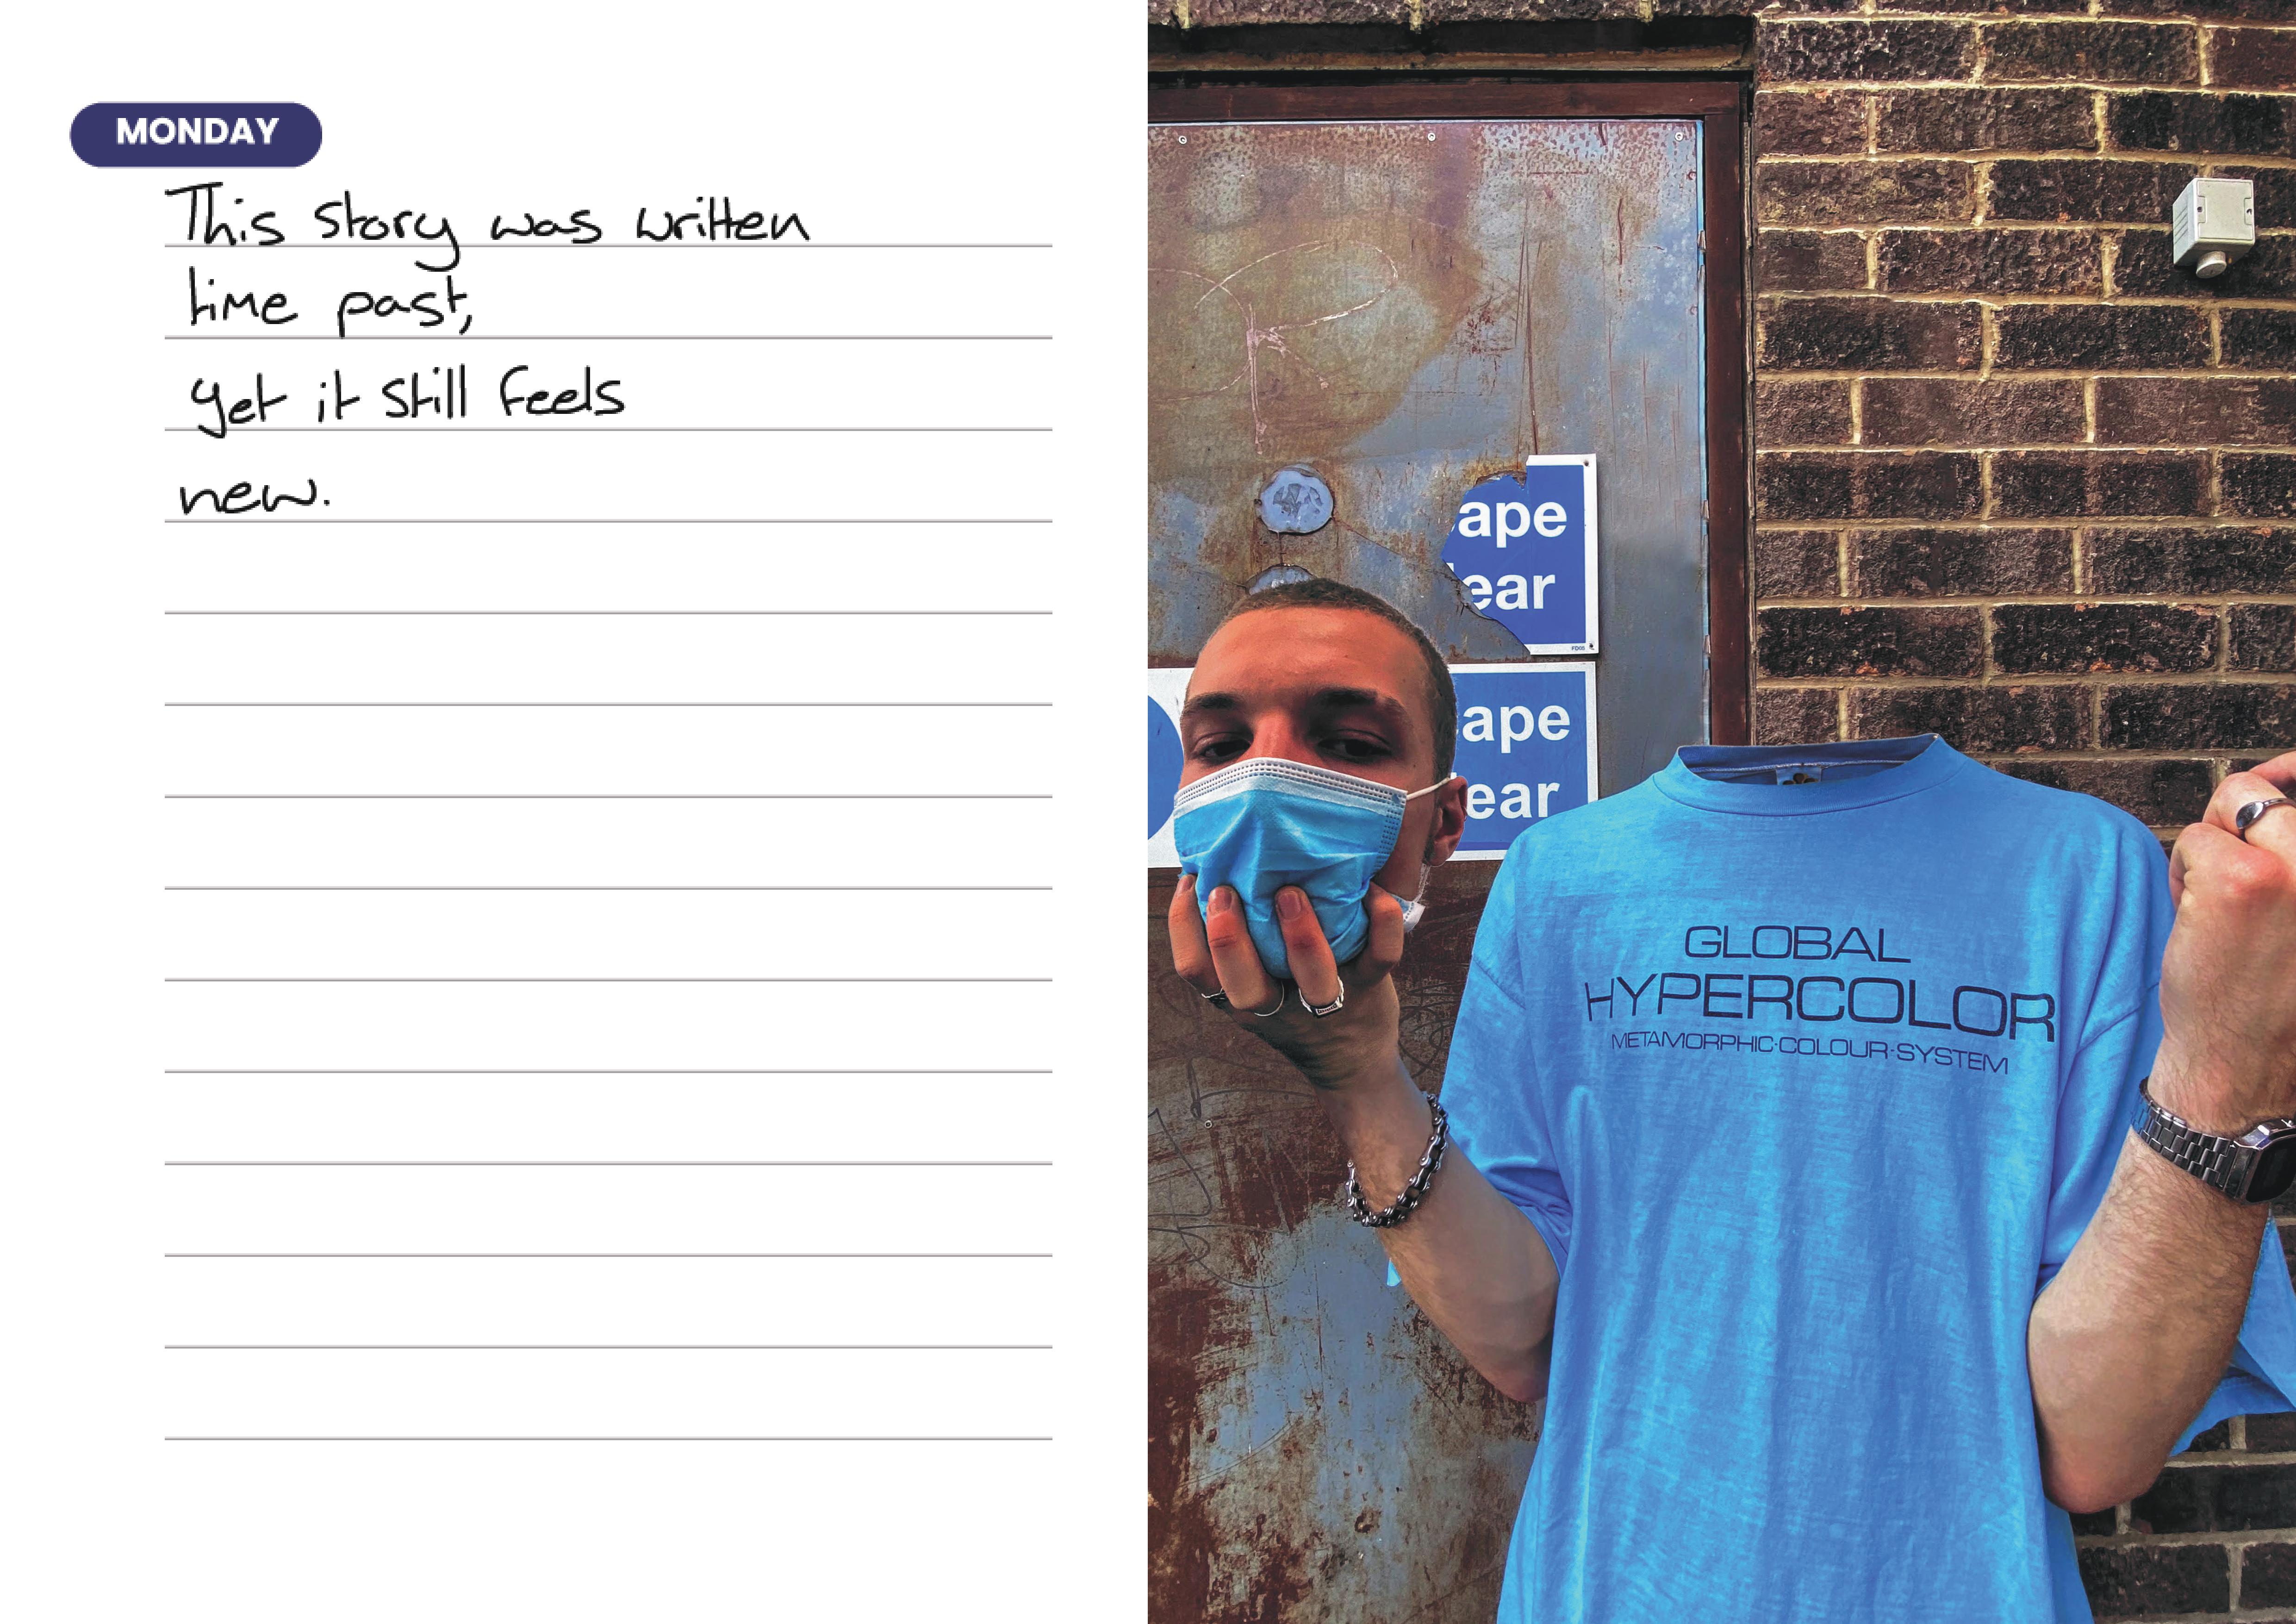 MONDAY
This story was written
time past,
yet it still feels
new.
ape
ear
ape
ear
GLOBAL
HYPERCOLOR
METAMORPHIC·COLOUR·SYSTEM